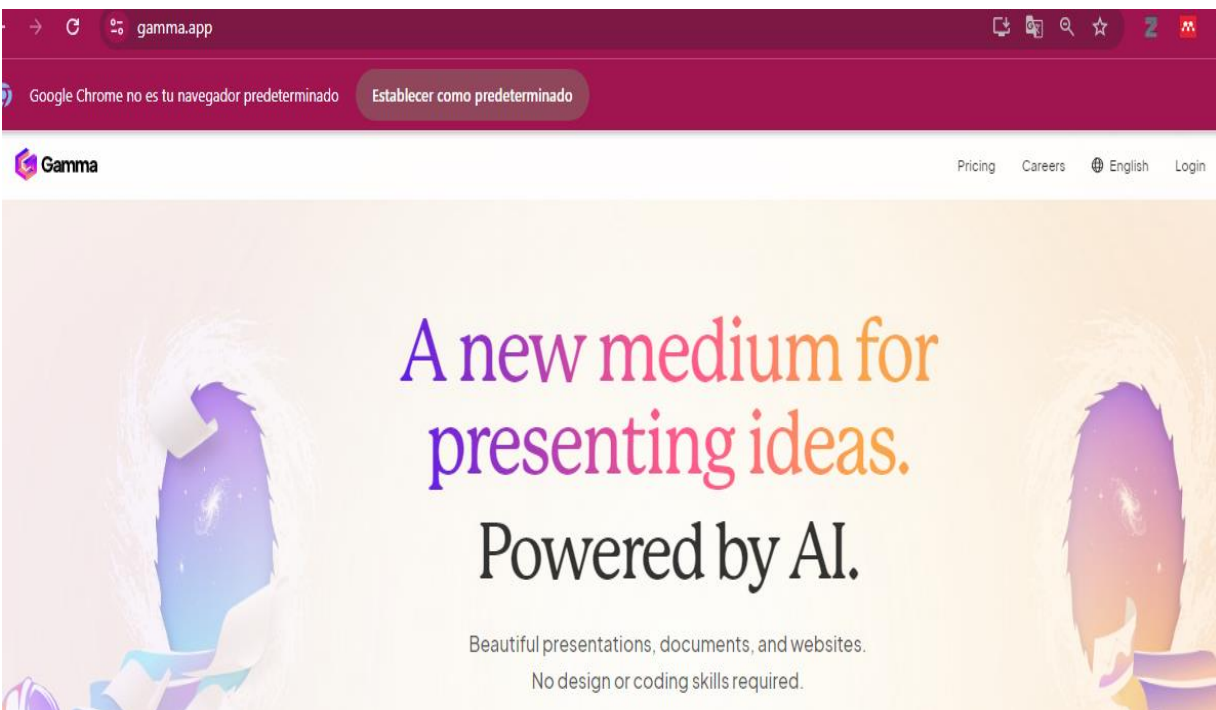 gamma.app
Google Chrome no es tu navegador predeterminado Establecer como predeterminado
Gamma Pricing Careers English Login
A new medium for
presenting ideas.
Powered by AI.
Beautiful presentations, documents, and websites.
No design or coding skills required.